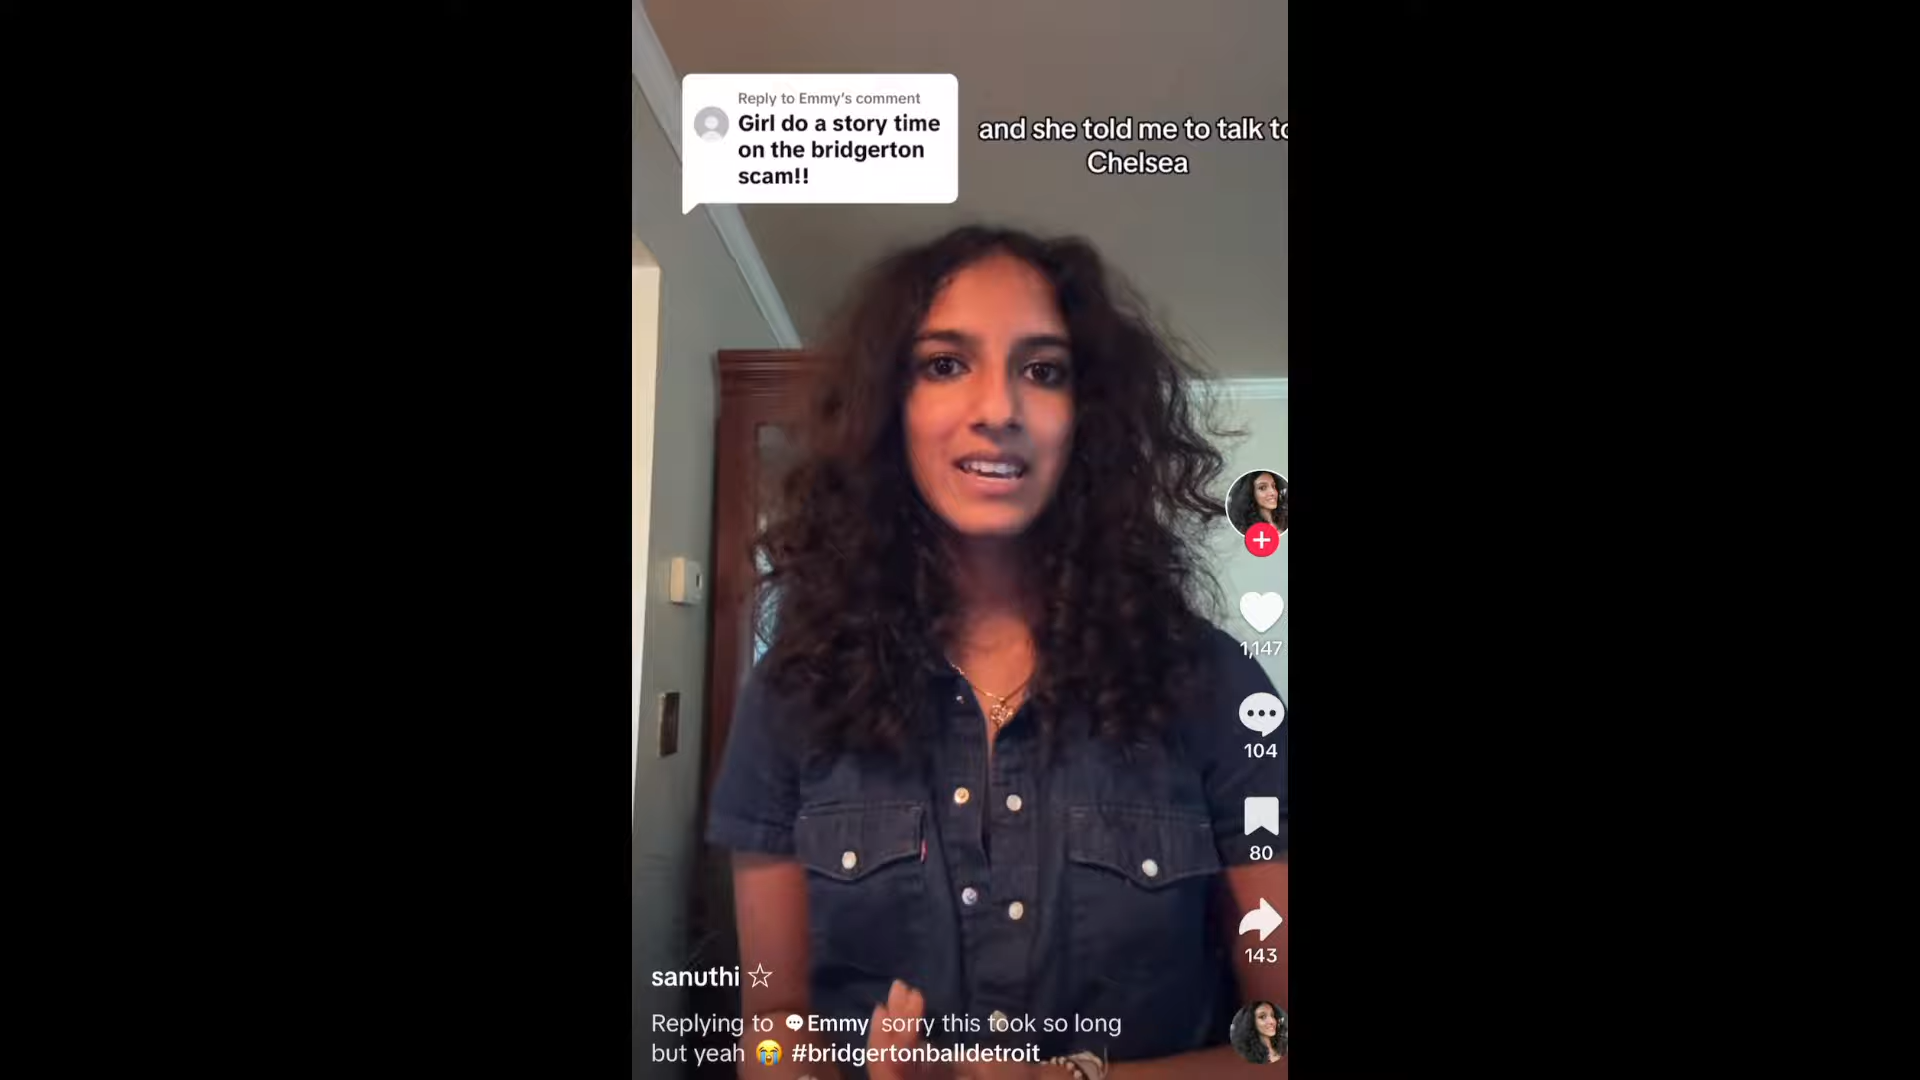 Reply to Emmy's comment
Girl do a story time
on the bridgerton
scam!!
and she told me to talk to
Chelsea
1,147
104
80
143
sanuthi ☆
Replying to 💬Emmy sorry this took so long
but yeah 😭 #bridgertonballdetroit